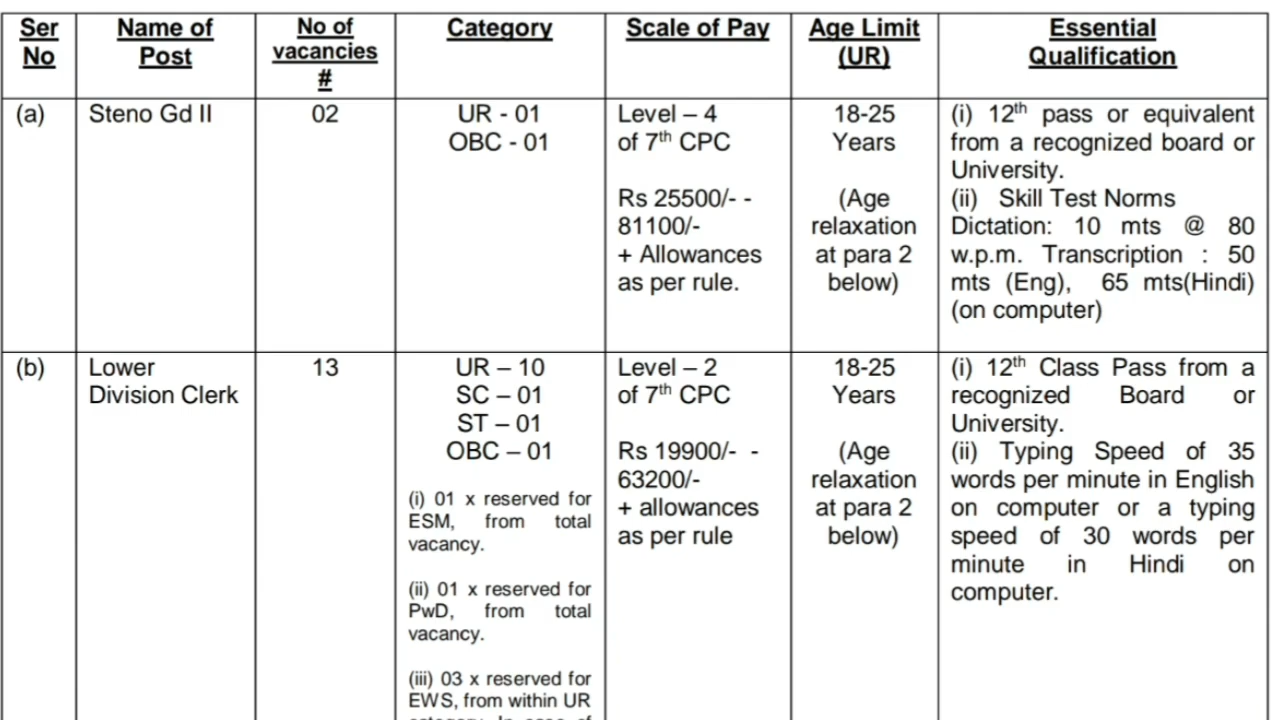 Ser No
Name of Post
No of vacancies #
Category
Scale of Pay
Age Limit (UR)
Essential Qualification
(a)
Steno Gd II
02
UR - 01
OBC - 01
Level – 4
of 7th CPC
Rs 25500/- -
81100/-
+ Allowances
as per rule.
18-25
Years
(Age
relaxation
at para 2
below)
(i) 12th pass or equivalent
from a recognized board or
University.
(ii) Skill Test Norms
Dictation: 10 mts @ 80
w.p.m. Transcription : 50
mts (Eng), 65 mts(Hindi)
(on computer)
(b)
Lower
Division Clerk
13
UR – 10
SC – 01
ST – 01
OBC – 01
(i) 01 x reserved for
ESM, from total
vacancy.
(ii) 01 x reserved for
PwD, from total
vacancy.
(iii) 03 x reserved for
EWS, from within UR
Level – 2
of 7th CPC
Rs 19900/- -
63200/-
+ allowances
as per rule
18-25
Years
(Age
relaxation
at para 2
below)
(i) 12th Class Pass from a
recognized Board or
University.
(ii) Typing Speed of 35
words per minute in English
on computer or a typing
speed of 30 words per
minute in Hindi on
computer.